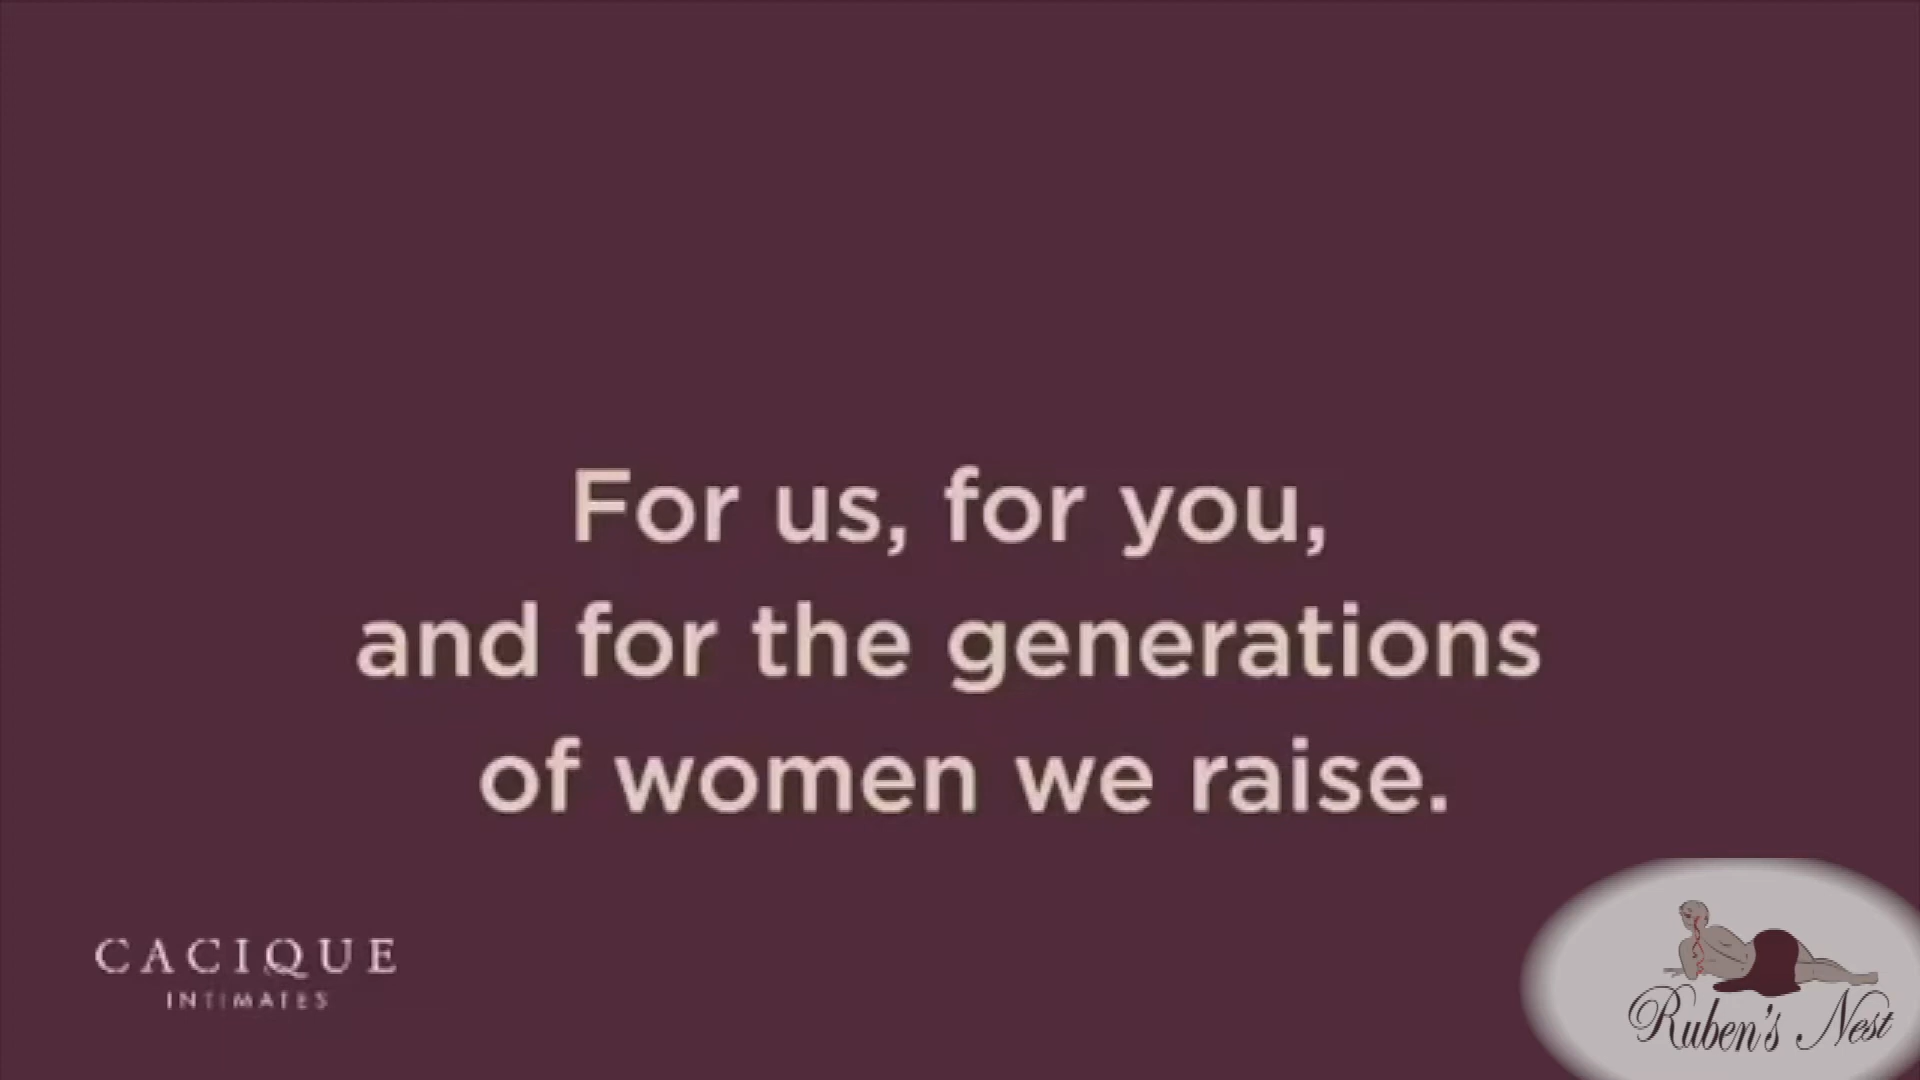 For us, for you,
and for the generations
of women we raise.
CACIQUE
INTIMATES
Ruben's Nest